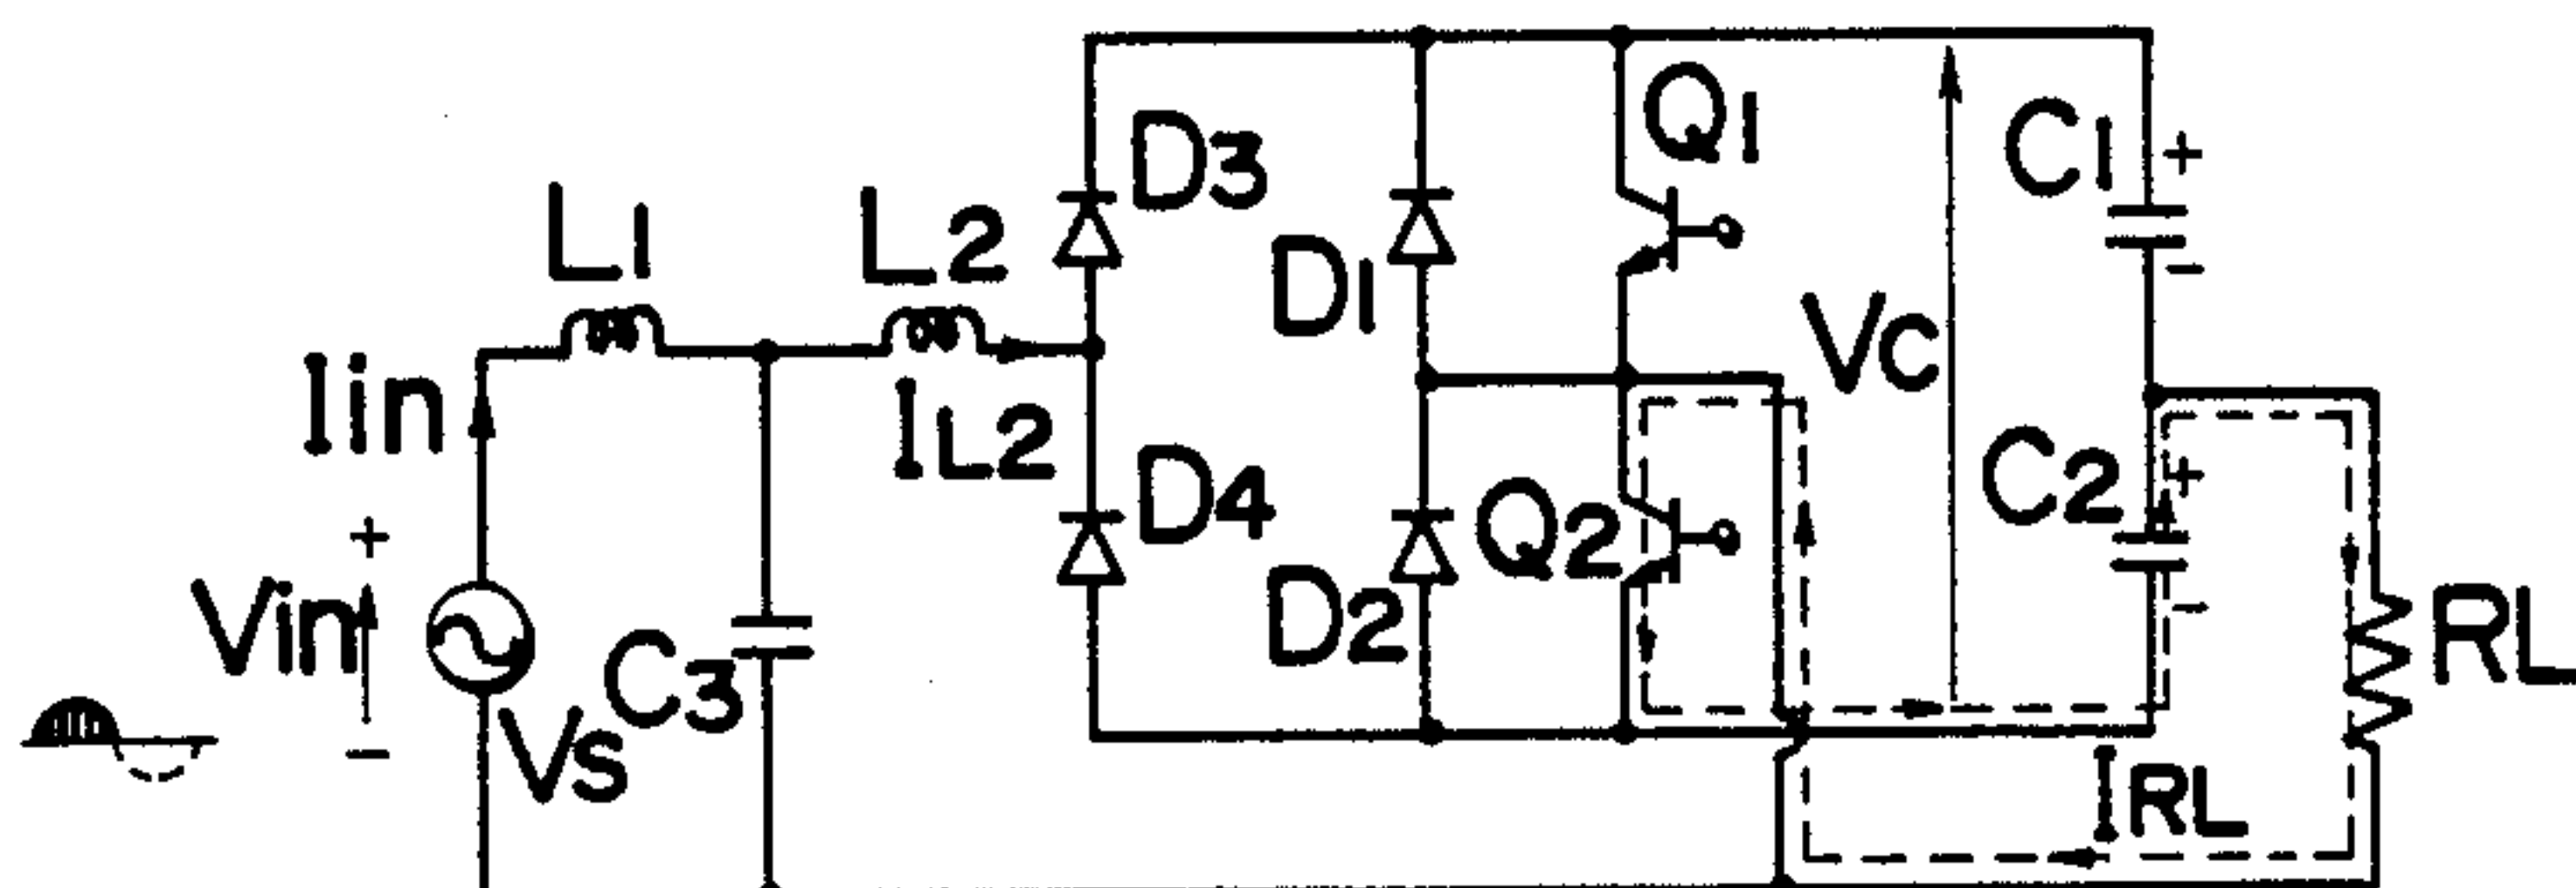 Q1
D3
C1
+
L1
L2
D1
-
Vc
Iin
IL2
D4
Q2
C2
+
+
D2
Vin
C3
-
RL
Vs
-
IRL